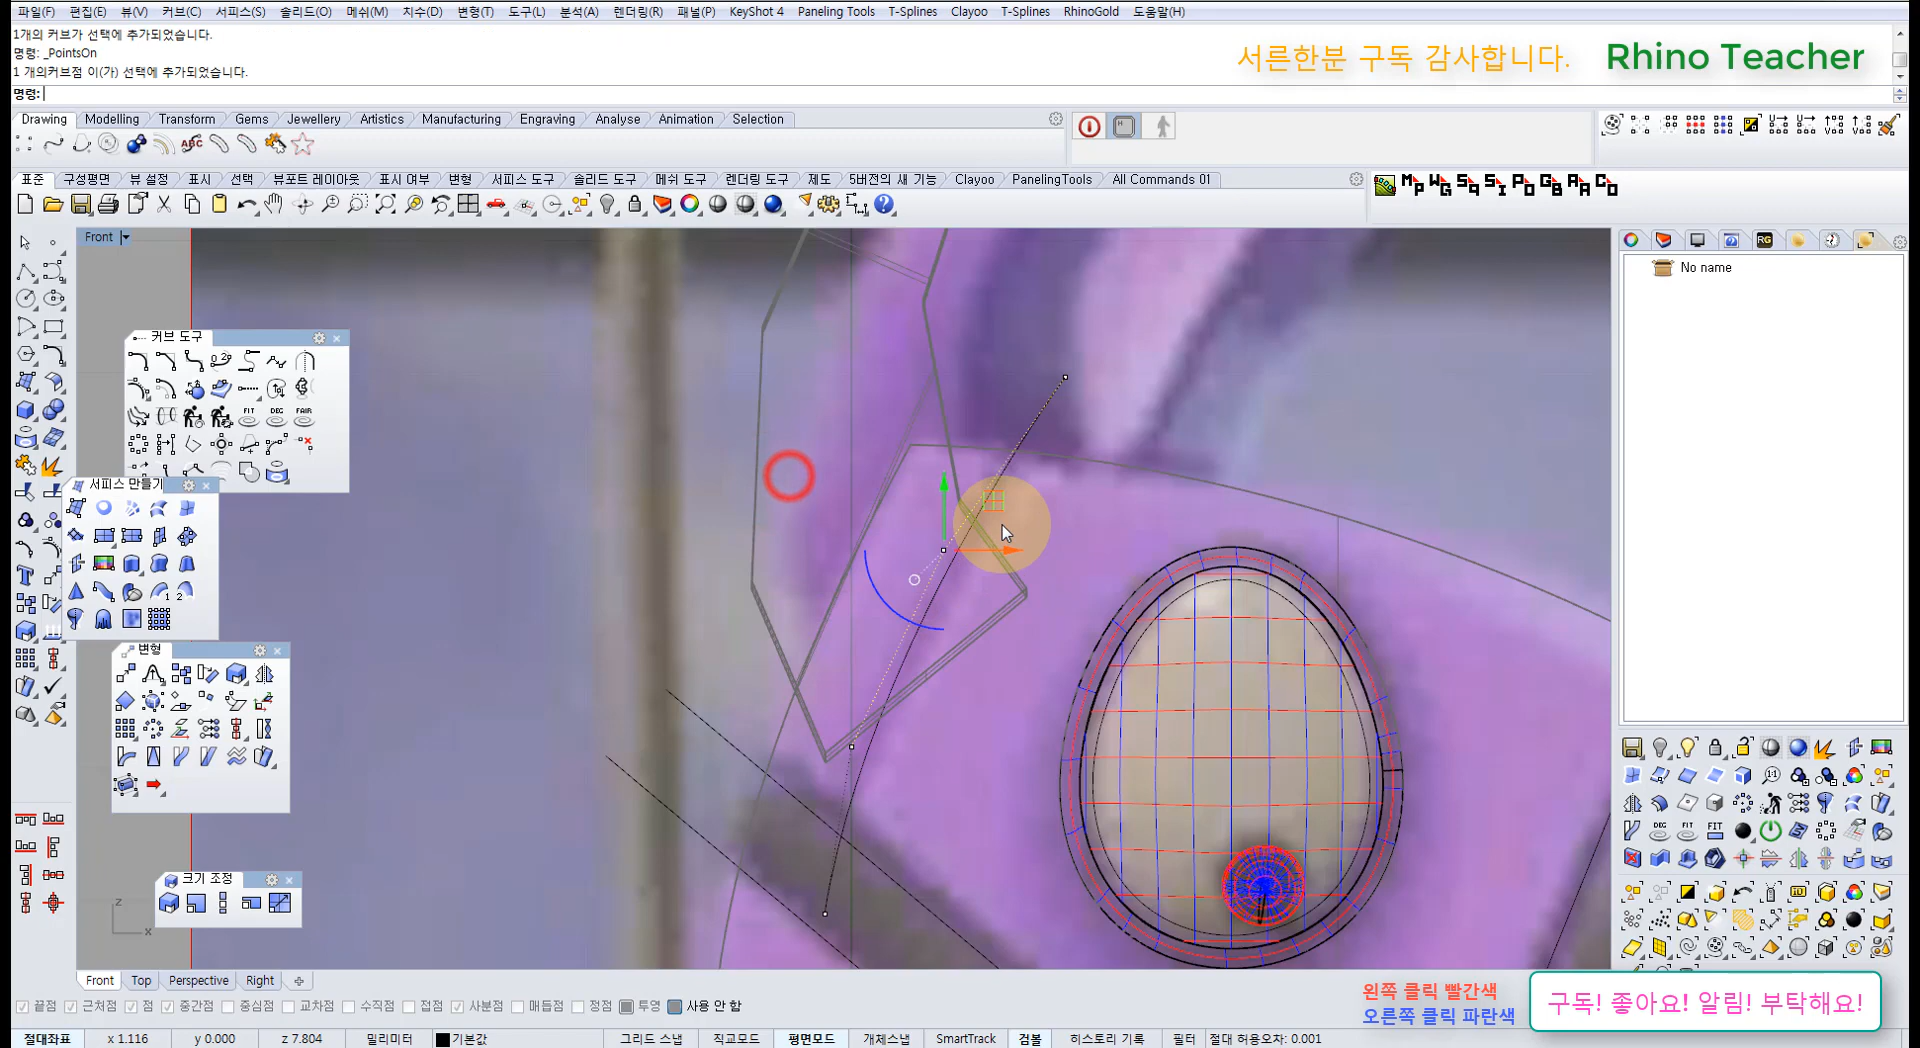 파일(F) 편집(E) 뷰(V) 커브(C) 서피스(S) 솔리드(O) 메쉬(M) 치수(D) 변형(T) 도구(L) 분석(A) 렌더링(R) 패널(P) KeyShot 4 Paneling Tools T-Splines Clayoo T-Splines RhinoGold 도움말(H)
1개의 커브가 선택에 추가되었습니다.
명령: _PointsOn
1 개의커브점 이(가) 선택에 추가되었습니다.
명령:
서른한분 구독 감사합니다. Rhino Teacher
Drawing Modelling Transform Gems Jewellery Artistics Manufacturing Engraving Analyse Animation Selection
표준 구성평면 뷰 설정 표시 선택 뷰포트 레이아웃 표시 여부 변형 서피스 도구 솔리드 도구 메쉬 도구 렌더링 도구 제도 5버전의 새 기능 Clayoo PanelingTools All Commands 01
Front
No name
커브 도구
FIT DEG FAIR
서피스 만들기
변형
크기 조정
z
x
DEG FIT FIT
Front Top Perspective Right
끝점 근처점 점 중간점 중심점 교차점 수직점 접점 사분점 매듭점 정점 투영 사용 안 함
왼쪽 클릭 빨간색
오른쪽 클릭 파란색
구독! 좋아요! 알림! 부탁해요!
절대좌표 x 1.116 y 0.000 z 7.804 밀리미터 기본값 그리드 스냅 직교모드 평면모드 개체스냅 SmartTrack 검볼 히스토리 기록 필터 절대 허용오차: 0.001